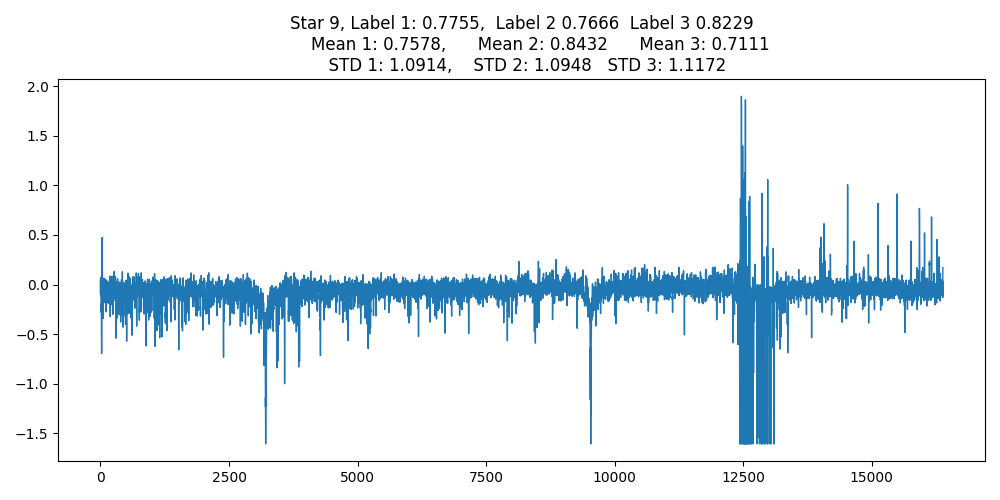 Star 9, Label 1: 0.7755,  Label 2 0.7666  Label 3 0.8229
Mean 1: 0.7578,      Mean 2: 0.8432      Mean 3: 0.7111
STD 1: 1.0914,    STD 2: 1.0948   STD 3: 1.1172
2.0
1.5
1.0
0.5
0.0
−0.5
−1.0
−1.5
0 2500 5000 7500 10000 12500 15000